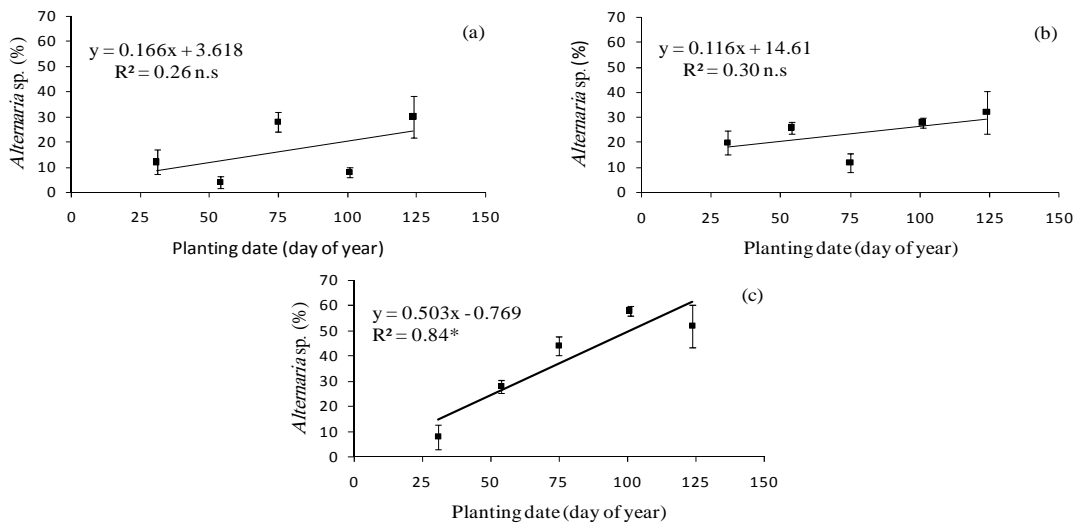 (a)
y = 0.166x + 3.618
R² = 0.26 n.s
Alternaria sp. (%)
70
60
50
40
30
20
10
0
0 25 50 75 100 125 150
Planting date (day of year)
(b)
y = 0.116x + 14.61
R² = 0.30 n.s
Alternaria sp. (%)
70
60
50
40
30
20
10
0
0 25 50 75 100 125 150
Planting date (day of year)
(c)
y = 0.503x - 0.769
R² = 0.84*
Alternaria sp. (%)
70
60
50
40
30
20
10
0
0 25 50 75 100 125 150
Planting date (day of year)